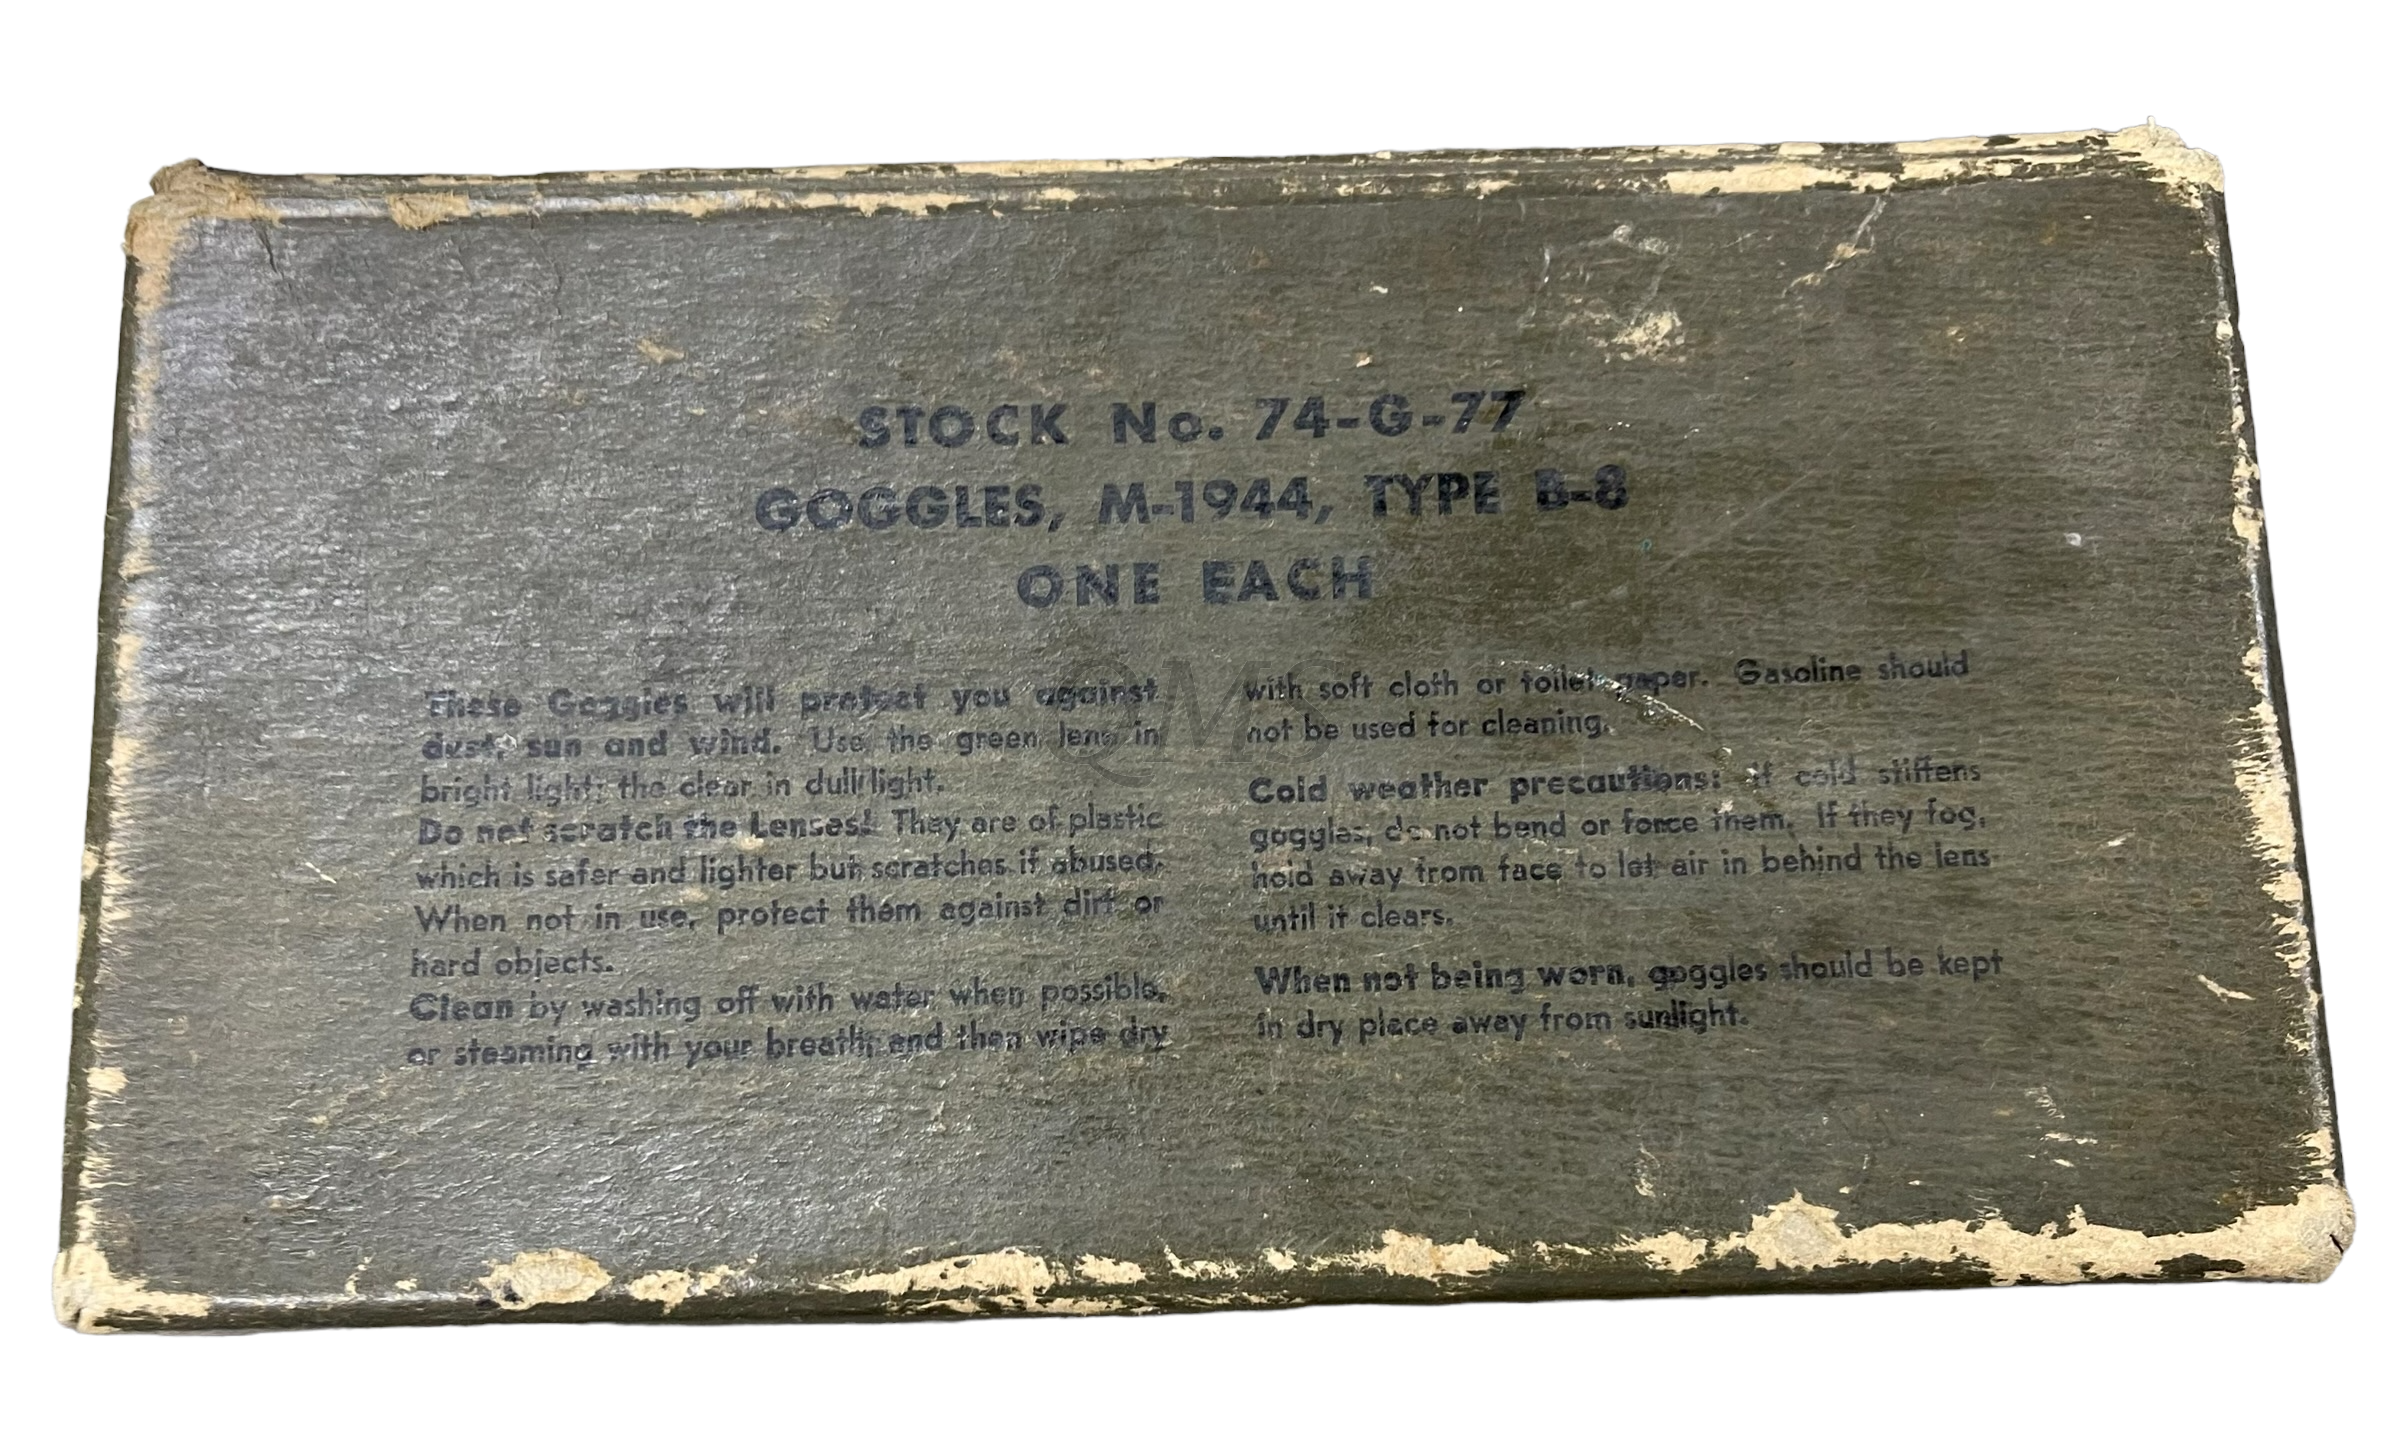 STOCK No. 74-G-77
GOGGLES, M-1944, TYPE B-8
ONE EACH
These Goggles will protect you against
dust, sun and wind. Use the green lens in
bright light; the clear in dull light.
Do not scratch the Lenses! They are of plastic
which is safer and lighter but scratches if abused.
When not in use, protect them against dirt or
hard objects.
Clean by washing off with water when possible,
or steaming with your breath; and then wipe dry
with soft cloth or toilet paper. Gasoline should
not be used for cleaning.
Cold weather precautions: If cold stiffens
goggles, do not bend or force them. If they fog,
hold away from face to let air in behind the lens
until it clears.
When not being worn, goggles should be kept
in dry place away from sunlight.
QMS